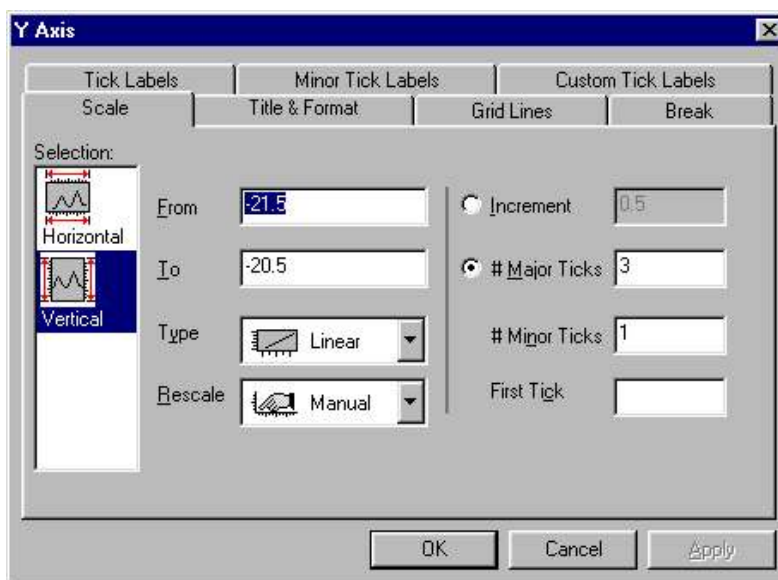 Y Axis
Tick Labels Minor Tick Labels Custom Tick Labels
Scale Title & Format Grid Lines Break
Selection:
Horizontal
Vertical
From -21.5
To -20.5
Type Linear
Rescale Manual
Increment 0.5
# Major Ticks 3
# Minor Ticks 1
First Tick
OK Cancel Apply